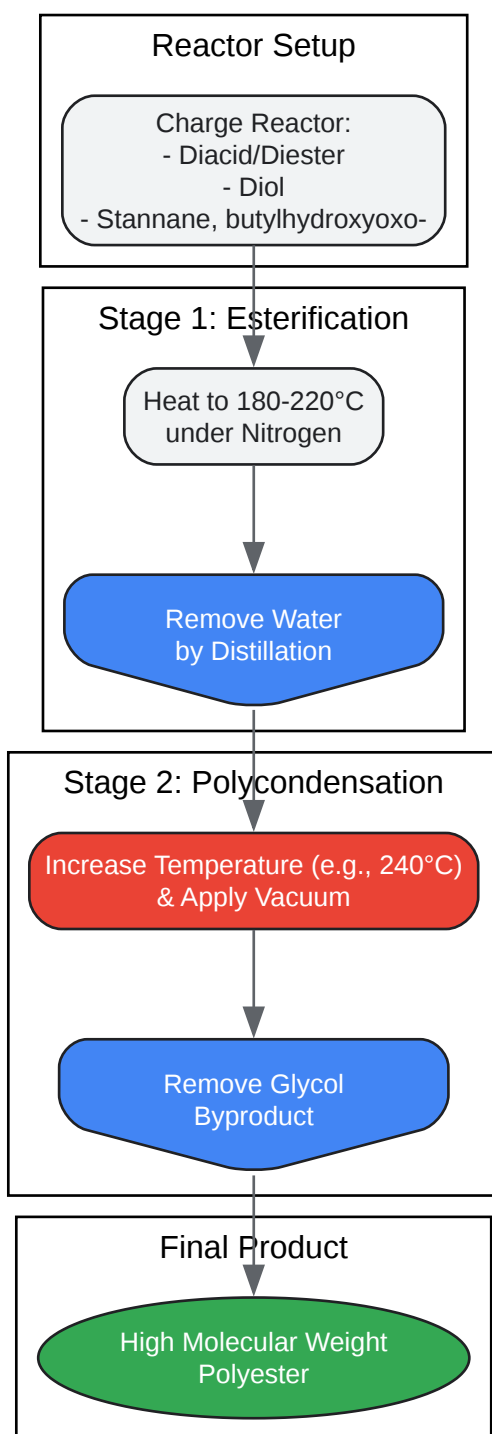 Reactor Setup
Charge Reactor:
- Diacid/Diester
- Diol
- Stannane, butylhydroxyoxo-
Stage 1: Esterification
Heat to 180-220°C
under Nitrogen
Remove Water
by Distillation
Stage 2: Polycondensation
Increase Temperature (e.g., 240°C)
& Apply Vacuum
Remove Glycol
Byproduct
Final Product
High Molecular Weight
Polyester